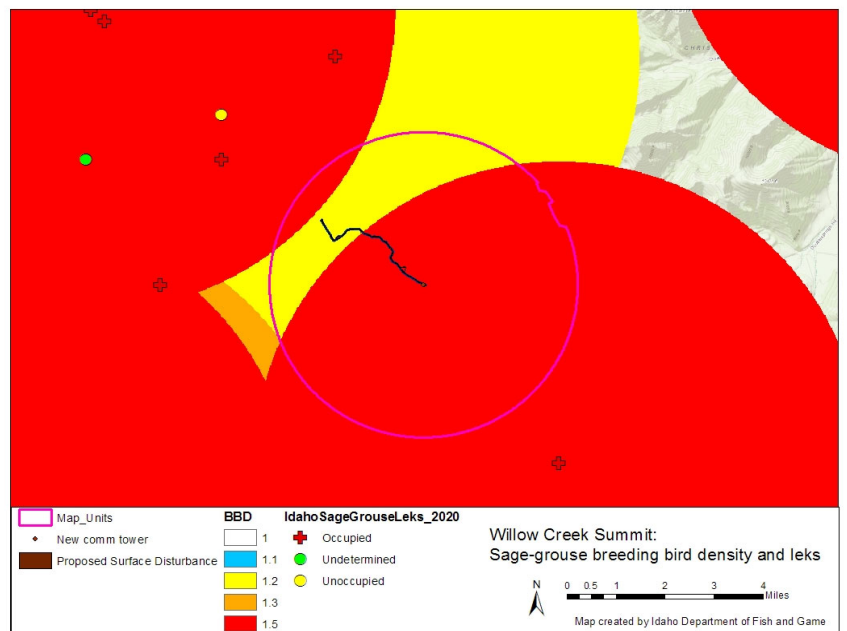 CHRIS
Map_Units
New comm tower
Proposed Surface Disturbance
BBD
1
1.1
1.2
1.3
1.5
IdahoSageGrouseLeks_2020
Occupied
Undetermined
Unoccupied
Willow Creek Summit:
Sage-grouse breeding bird density and leks
N
0 0.5 1 2 3 4
Miles
Map created by Idaho Department of Fish and Game